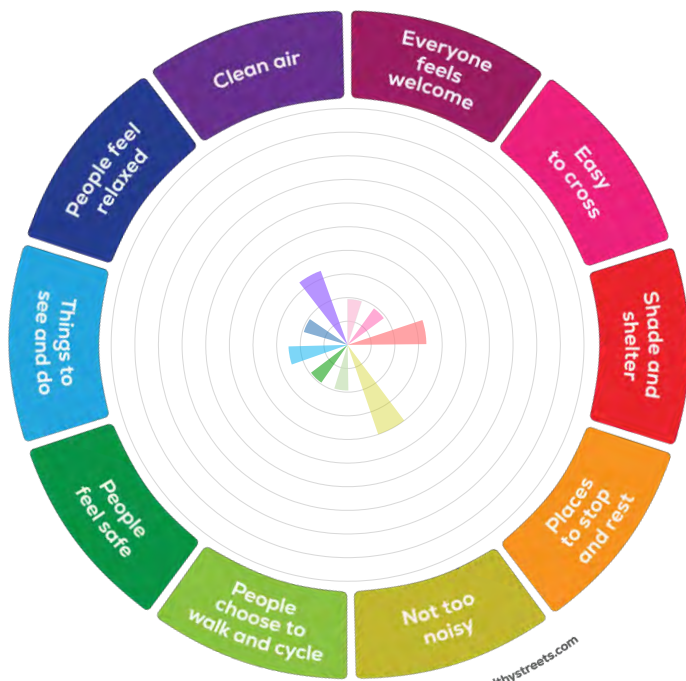 Everyone
feels
welcome
Easy
to cross
Shade and
shelter
Places
to stop
and rest
Not too
noisy
People
choose to
walk and cycle
People
feel safe
Things to
see and do
People feel
relaxed
Clean air